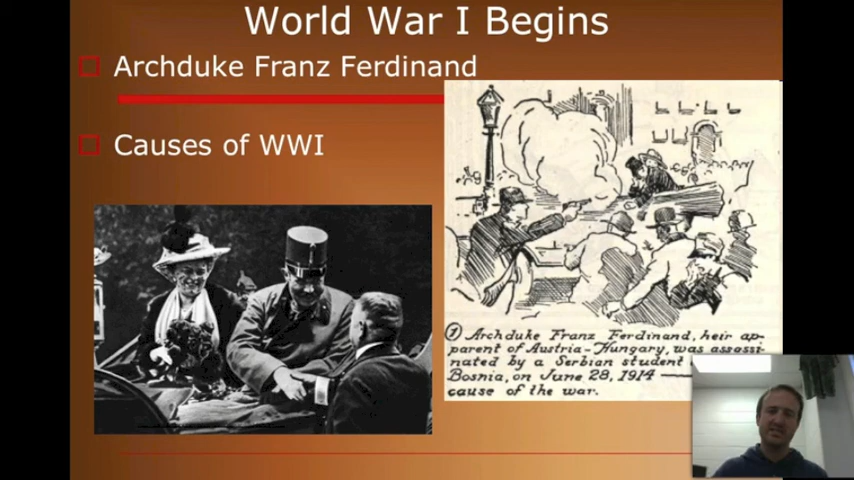 World War I Begins
Archduke Franz Ferdinand
Causes of WWI
① Archduke Franz Ferdinand, heir ap-
parent of Austria-Hungary, was assassi-
nated by a Serbian student
Bosnia, on June 28, 1914 —
cause of the war.